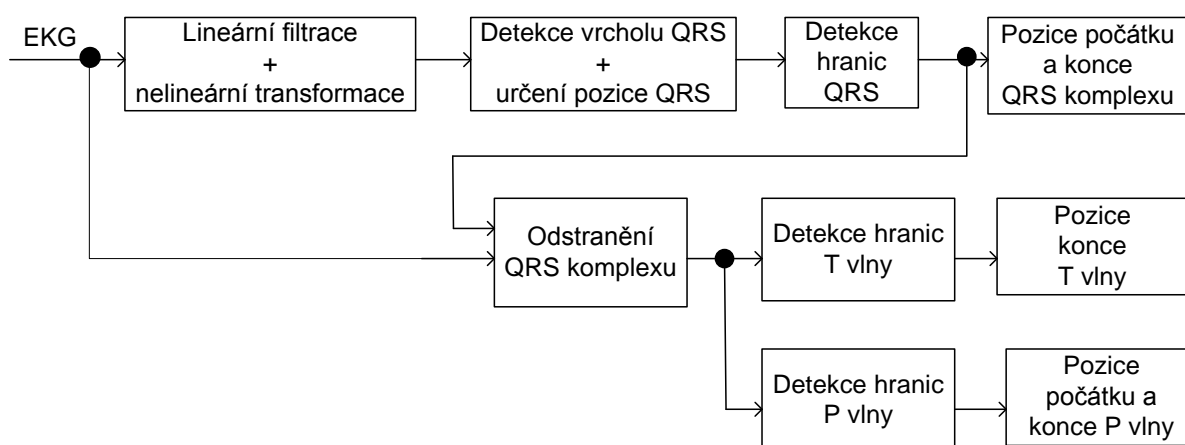 EKG
Lineární filtrace
+
nelineární transformace
Detekce vrcholu QRS
+
určení pozice QRS
Detekce
hranic
QRS
Pozice počátku
a konce
QRS komplexu
Odstranění
QRS komplexu
Detekce hranic
T vlny
Pozice
konce
T vlny
Detekce hranic
P vlny
Pozice
počátku a
konce P vlny